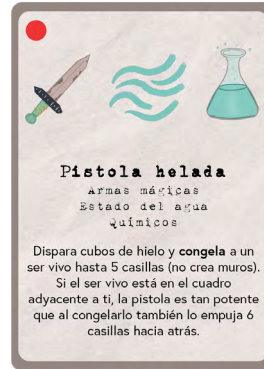 Pistola helada
Armas mágicas
Estado del agua
Químicos
Dispara cubos de hielo y congela a un
ser vivo hasta 5 casillas (no crea muros).
Si el ser vivo está en el cuadro
adyacente a ti, la pistola es tan potente
que al congelarlo también lo empuja 6
casillas hacia atrás.